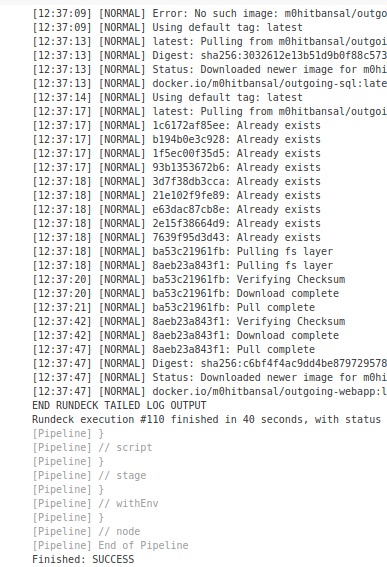 [12:37:09] [NORMAL] Error: No such image: m0hitbansal/outgo
[12:37:09] [NORMAL] Using default tag: latest
[12:37:13] [NORMAL] latest: Pulling from m0hitbansal/outgoi
[12:37:13] [NORMAL] Digest: sha256:3032612e13b51d9b0f88c573
[12:37:13] [NORMAL] Status: Downloaded newer image for m0hi
[12:37:13] [NORMAL] docker.io/m0hitbansal/outgoing-sql:late
[12:37:14] [NORMAL] Using default tag: latest
[12:37:17] [NORMAL] latest: Pulling from m0hitbansal/outgoi
[12:37:17] [NORMAL] 1c6172af85ee: Already exists
[12:37:17] [NORMAL] b194b0e3c928: Already exists
[12:37:17] [NORMAL] 1f5ec00f35d5: Already exists
[12:37:17] [NORMAL] 93b1353672b6: Already exists
[12:37:18] [NORMAL] 3d7f38db3cca: Already exists
[12:37:18] [NORMAL] 21e102f9fe89: Already exists
[12:37:18] [NORMAL] e63dac87cb8e: Already exists
[12:37:18] [NORMAL] 2e15f38664d9: Already exists
[12:37:18] [NORMAL] 7639f95d3d43: Already exists
[12:37:18] [NORMAL] ba53c21961fb: Pulling fs layer
[12:37:18] [NORMAL] 8aeb23a843f1: Pulling fs layer
[12:37:20] [NORMAL] ba53c21961fb: Verifying Checksum
[12:37:20] [NORMAL] ba53c21961fb: Download complete
[12:37:21] [NORMAL] ba53c21961fb: Pull complete
[12:37:42] [NORMAL] 8aeb23a843f1: Verifying Checksum
[12:37:42] [NORMAL] 8aeb23a843f1: Download complete
[12:37:47] [NORMAL] 8aeb23a843f1: Pull complete
[12:37:47] [NORMAL] Digest: sha256:c6bf4f4ac9dd4be879729578
[12:37:47] [NORMAL] Status: Downloaded newer image for m0hi
[12:37:47] [NORMAL] docker.io/m0hitbansal/outgoing-webapp:l
END RUNDECK TAILED LOG OUTPUT
Rundeck execution #110 finished in 40 seconds, with status
[Pipeline] }
[Pipeline] // script
[Pipeline] }
[Pipeline] // stage
[Pipeline] }
[Pipeline] // withEnv
[Pipeline] }
[Pipeline] // node
[Pipeline] End of Pipeline
Finished: SUCCESS